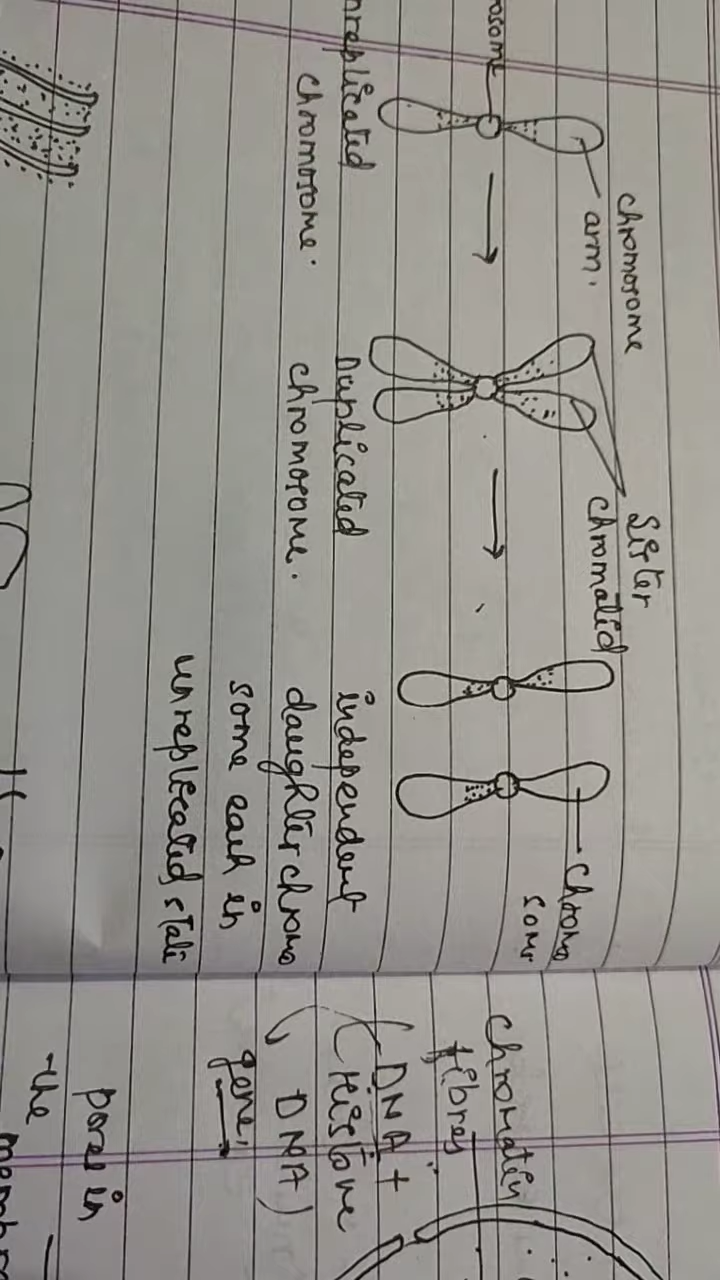 chromosome
arm.
unreplicated
chromosome.
Sister
chromatid
Duplicated
chromosome.
Chromo
some
independent
daughter chromo
some each in
unreplicated state
Chromatin
fibres
(DNA +
Histone
DNA)
gene,
pores in
the